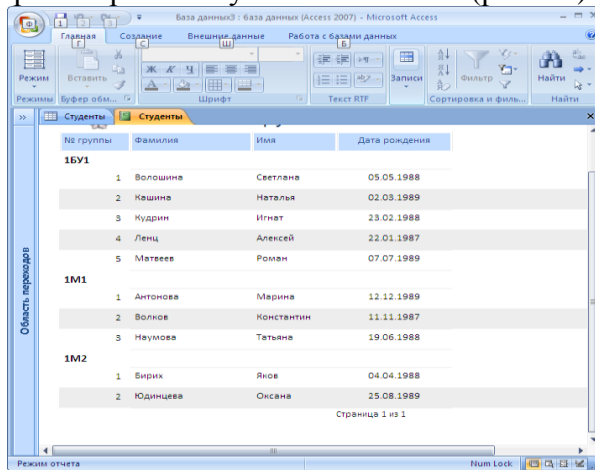 База данных3 : база данных (Access 2007) - Microsoft Access
1 2 3
Главная Создание Внешние данные Работа с базами данных
Ф Г С Ш Б
Режим Вставить Ж К Ч Записи Фильтр Найти
Режимы Буфер обм... Шрифт Текст RTF Сортировка и филь... Найти
Студенты Студенты
№ группы Фамилия Имя Дата рождения
1БУ1
1 Волошина Светлана 05.05.1988
2 Кашина Наталья 02.03.1989
3 Кудрин Игнат 23.02.1988
4 Ленц Алексей 22.01.1987
5 Матвеев Роман 07.07.1989
1М1
1 Антонова Марина 12.12.1989
2 Волков Константин 11.11.1987
3 Наумова Татьяна 19.06.1988
1М2
1 Бирих Яков 04.04.1988
2 Юдинцева Оксана 25.08.1989
Страница 1 из 1
Область переходов
Режим отчета Num Lock